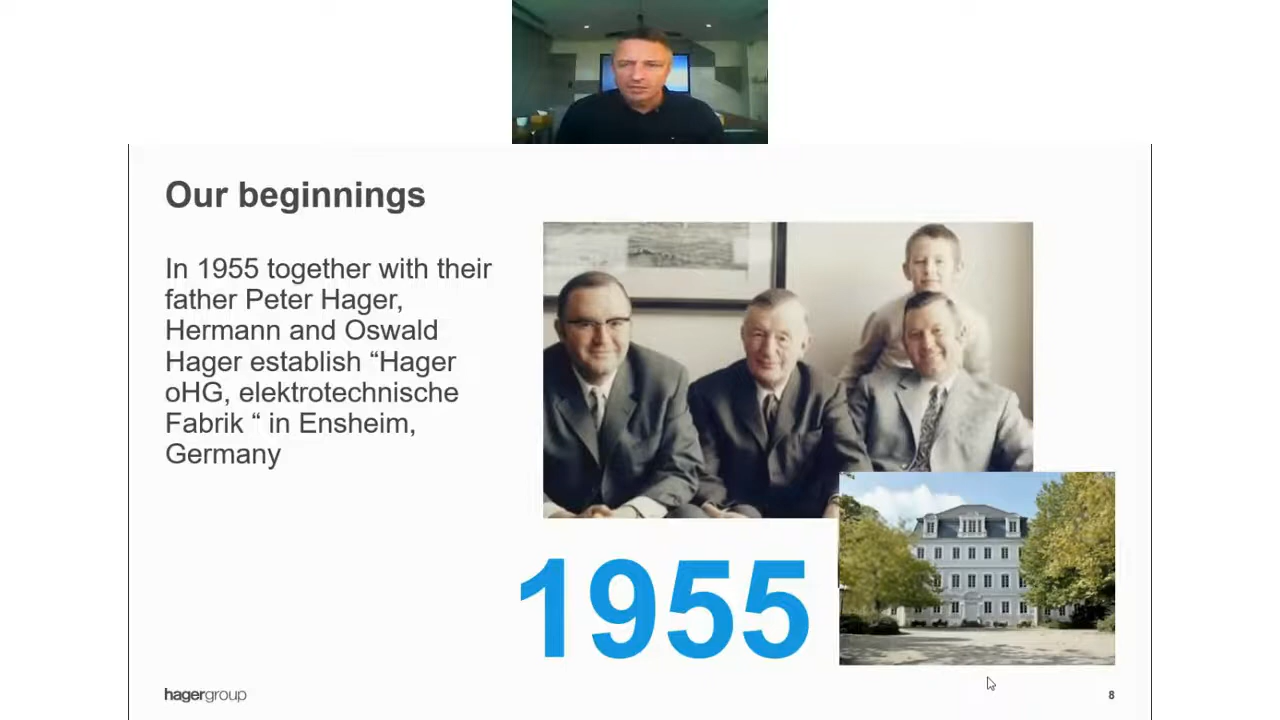 Our beginnings
In 1955 together with their
father Peter Hager,
Hermann and Oswald
Hager establish “Hager
oHG, elektrotechnische
Fabrik “ in Ensheim,
Germany
1955
hagergroup
8